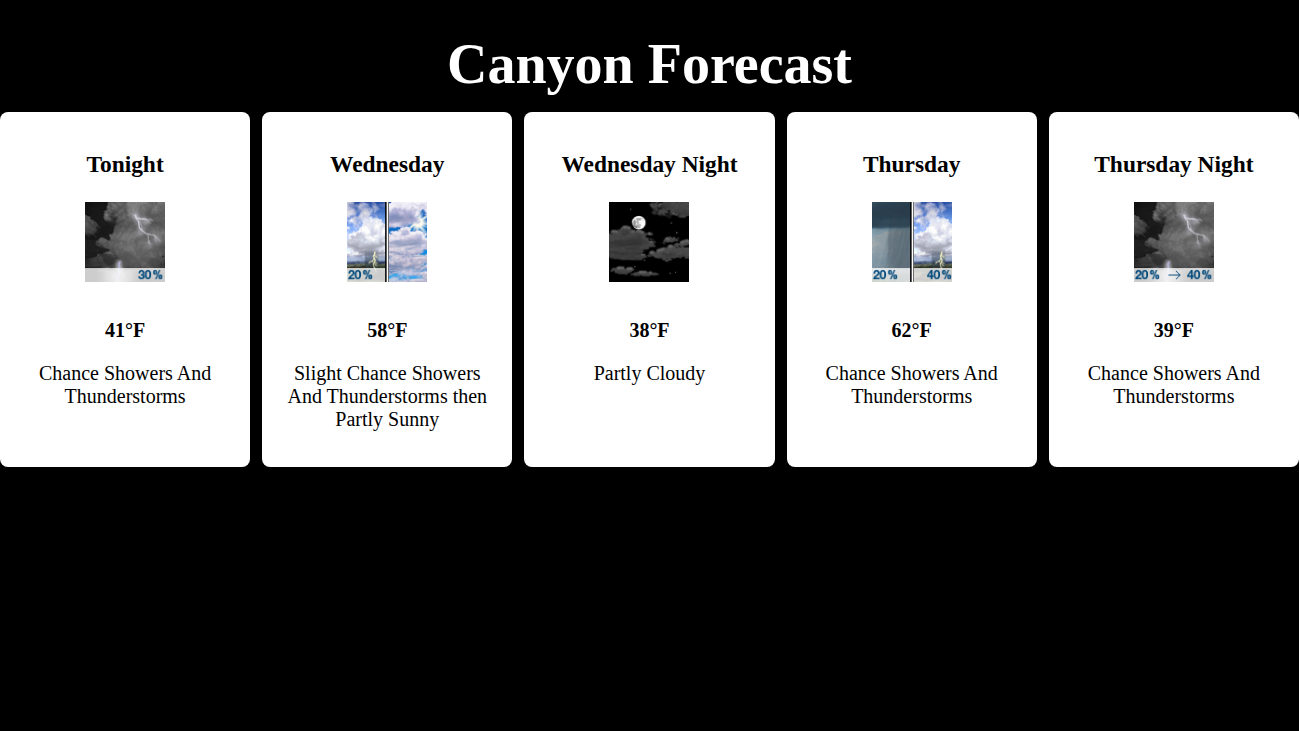 Canyon Forecast
Tonight
30%
41°F
Chance Showers And
Thunderstorms
Wednesday
20%
58°F
Slight Chance Showers
And Thunderstorms then
Partly Sunny
Wednesday Night
38°F
Partly Cloudy
Thursday
20% 40%
62°F
Chance Showers And
Thunderstorms
Thursday Night
20% → 40%
39°F
Chance Showers And
Thunderstorms